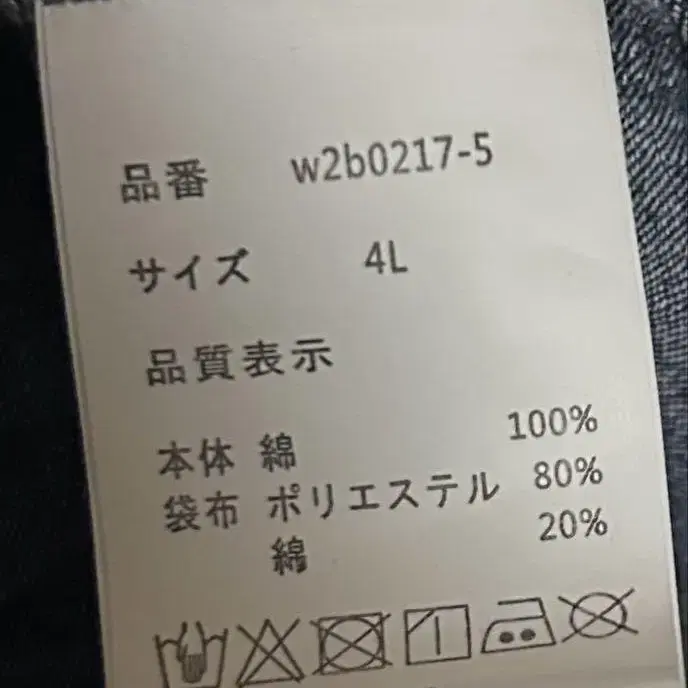 品番 w2b0217-5
サイズ 4L
品質表示
本体 綿 100%
袋布 ポリエステル 80%
綿 20%